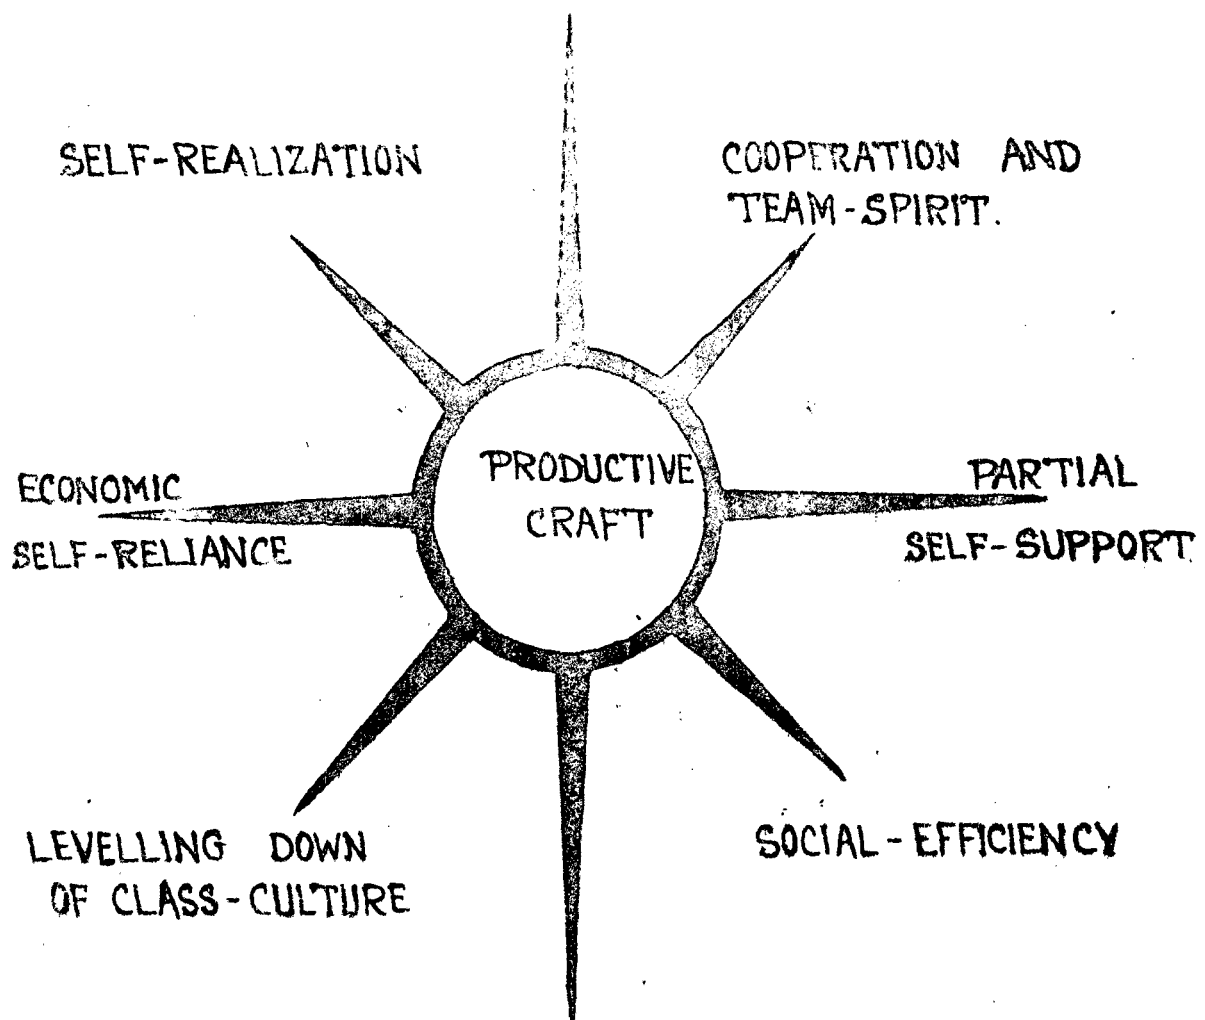 SELF-REALIZATION
COOPERATION AND
TEAM-SPIRIT.
PRODUCTIVE
CRAFT
ECONOMIC
SELF-RELIANCE
PARTIAL
SELF-SUPPORT
LEVELLING DOWN
OF CLASS-CULTURE
SOCIAL-EFFICIENCY